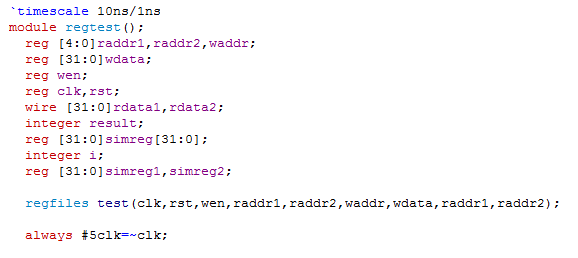 `timescale 10ns/1ns
module regtest();
reg [4:0]raddr1,raddr2,waddr;
reg [31:0]wdata;
reg wen;
reg clk,rst;
wire [31:0]rdata1,rdata2;
integer result;
reg [31:0]simreg[31:0];
integer i;
reg [31:0]simreg1,simreg2;
regfiles test(clk,rst,wen,raddr1,raddr2,waddr,wdata,raddr1,raddr2);
always #5clk=~clk;